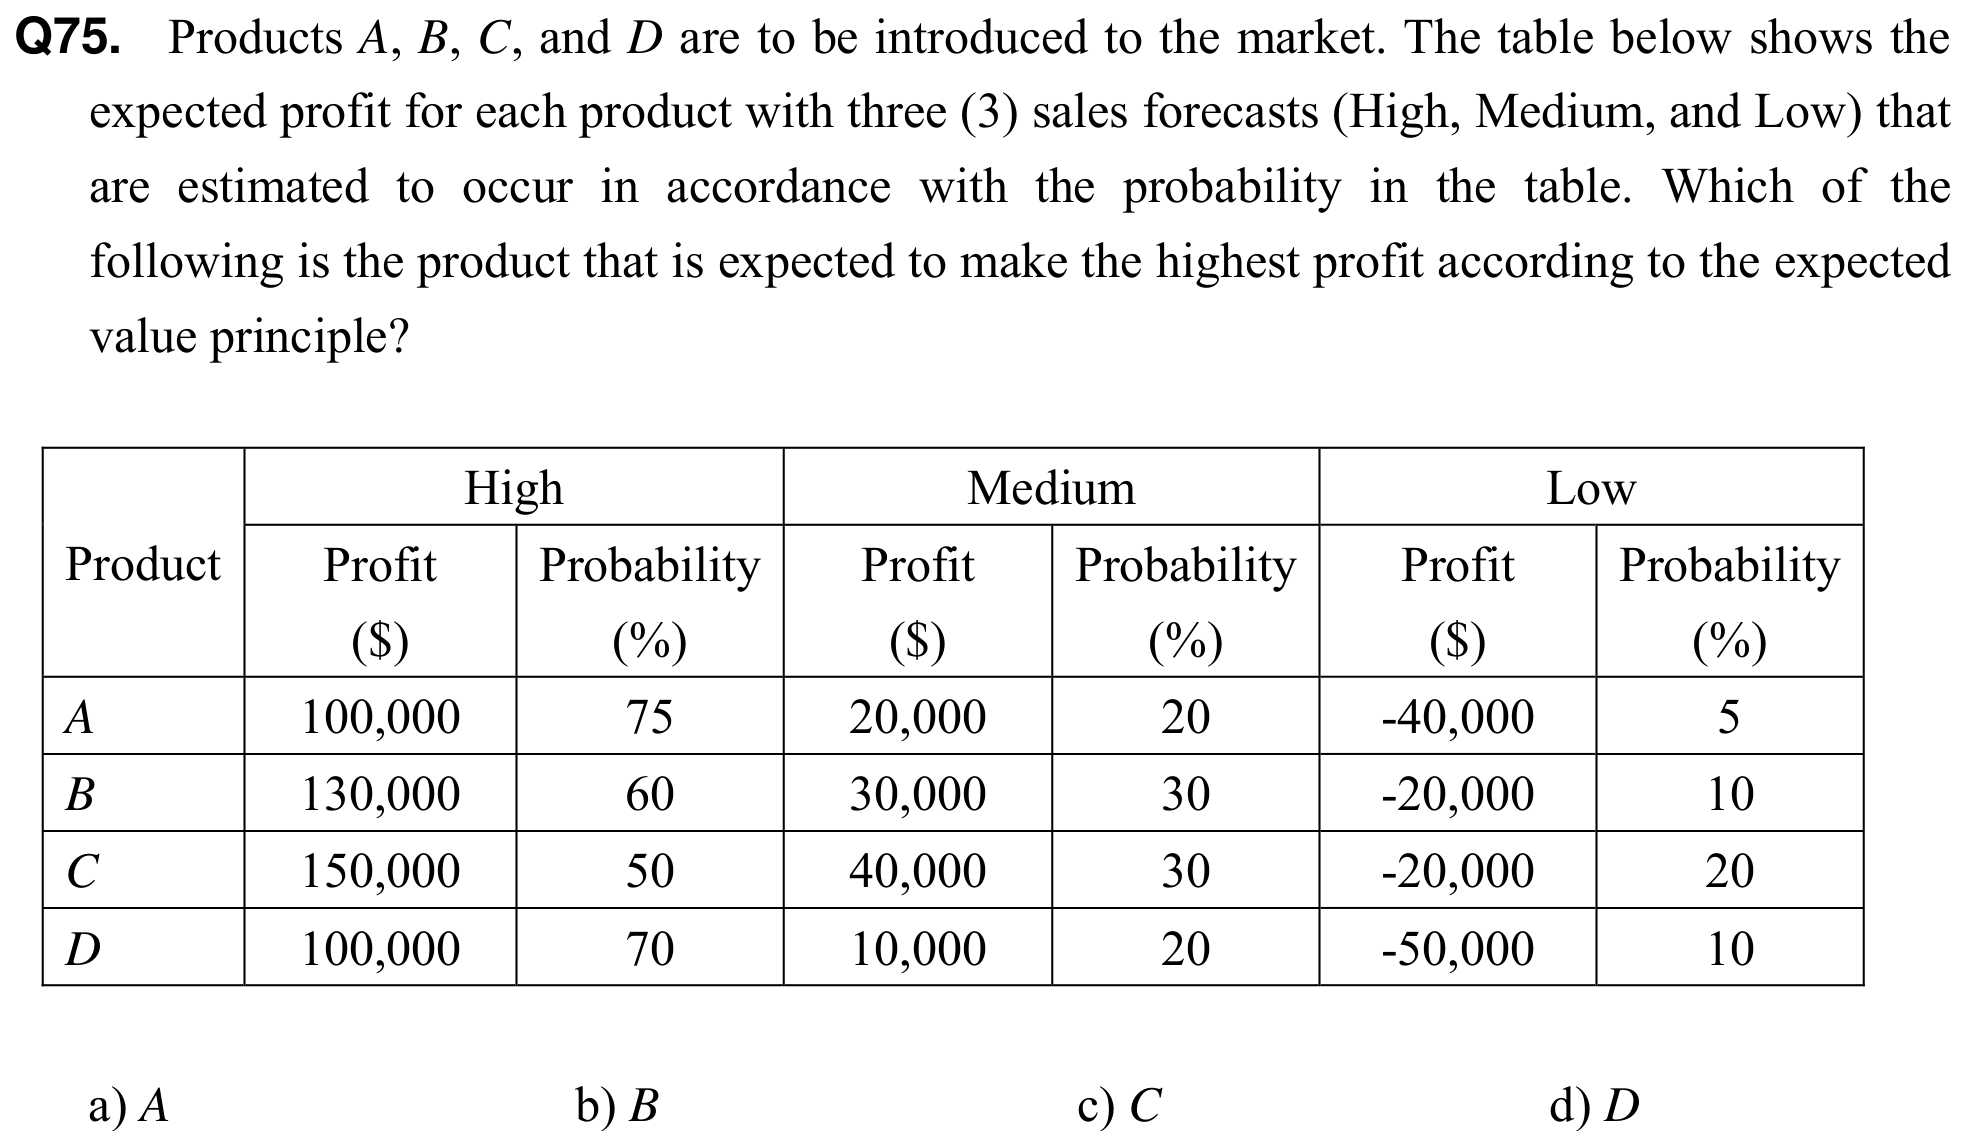 Q75. Products A, B, C, and D are to be introduced to the market. The table below shows the
expected profit for each product with three (3) sales forecasts (High, Medium, and Low) that
are estimated to occur in accordance with the probability in the table. Which of the
following is the product that is expected to make the highest profit according to the expected
value principle?
High Medium Low
Product Profit Probability Profit Probability Profit Probability
($) (%) ($) (%) ($) (%)
A 100,000 75 20,000 20 -40,000 5
B 130,000 60 30,000 30 -20,000 10
C 150,000 50 40,000 30 -20,000 20
D 100,000 70 10,000 20 -50,000 10
a) A b) B c) C d) D